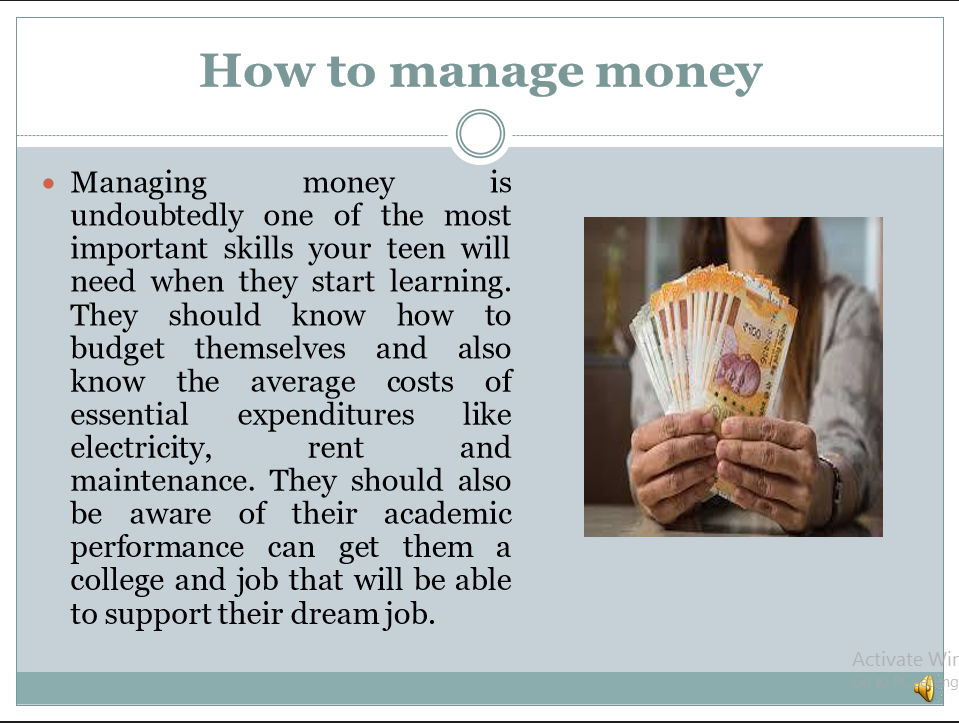 How to manage money
Managing money is
undoubtedly one of the most
important skills your teen will
need when they start learning.
They should know how to
budget themselves and also
know the average costs of
essential expenditures like
electricity, rent and
maintenance. They should also
be aware of their academic
performance can get them a
college and job that will be able
to support their dream job.
₹200
Activate Win